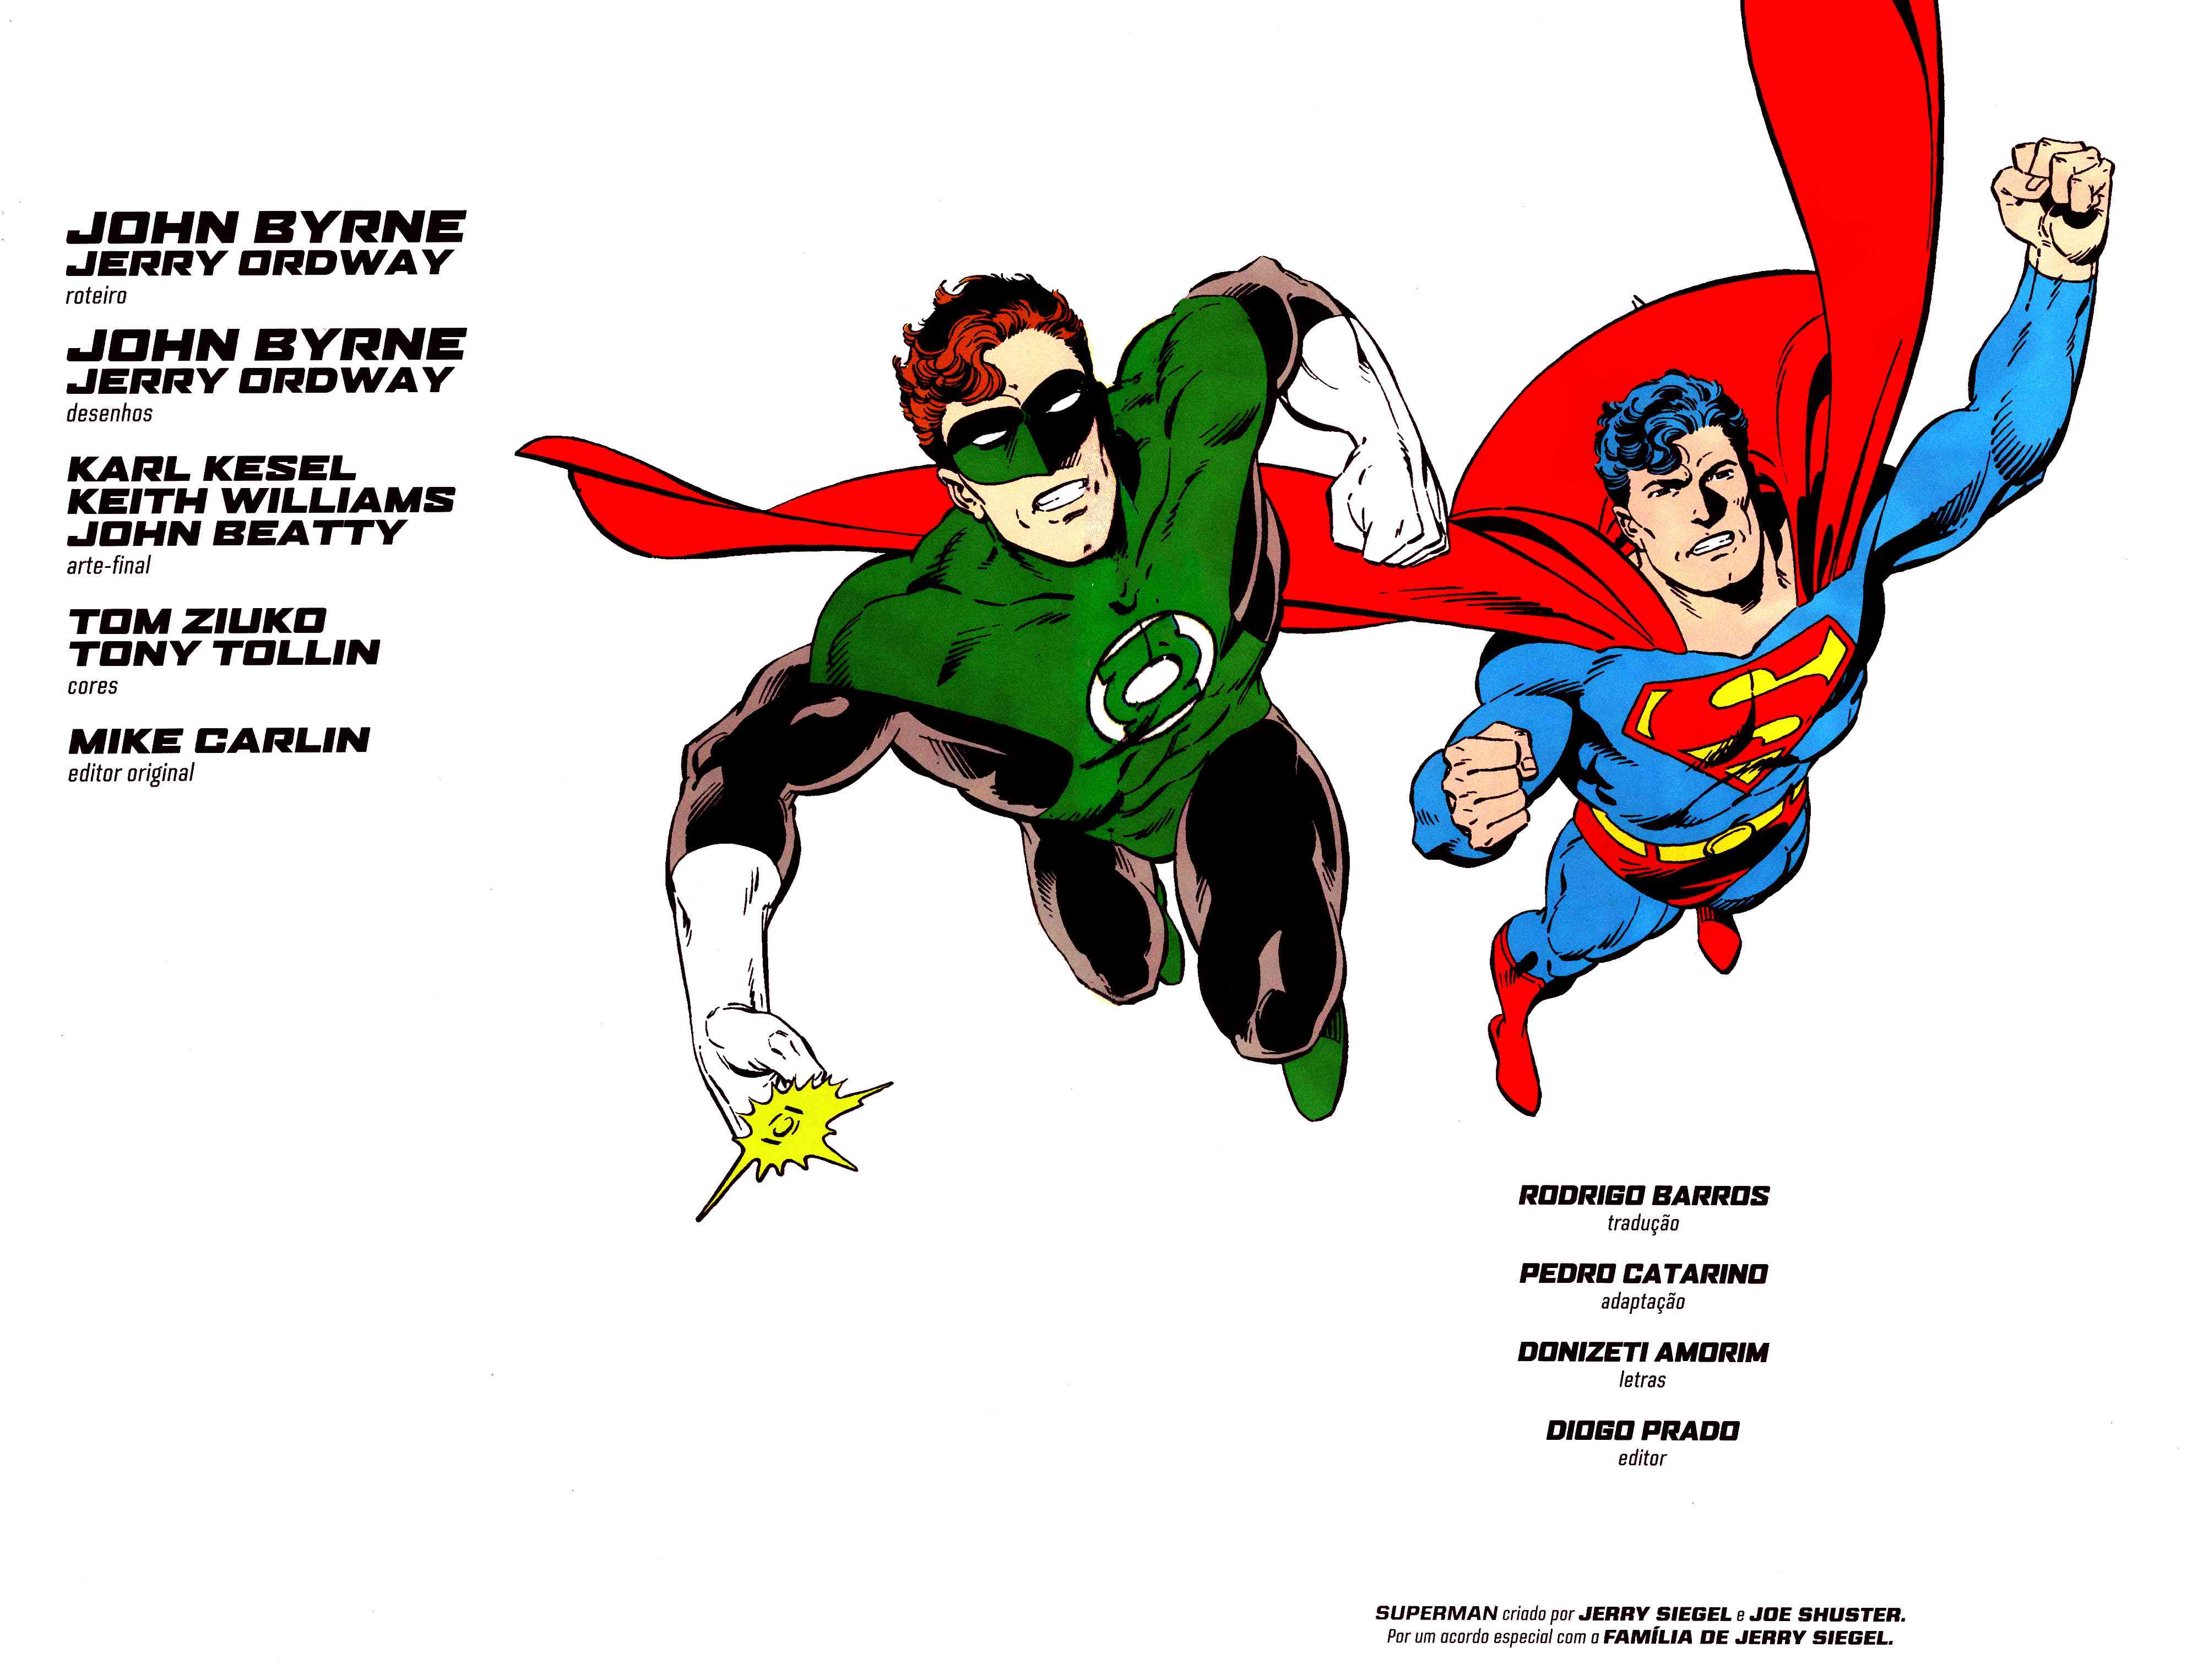 JOHN BYRNE
JERRY ORDWAY
roteiro
JOHN BYRNE
JERRY ORDWAY
desenhos
KARL KESEL
KEITH WILLIAMS
JOHN BEATTY
arte-final
TOM ZIUKO
TONY TOLLIN
cores
MIKE CARLIN
editor original
S
RODRIGO BARROS
tradução
PEDRO CATARINO
adaptação
DONIZETI AMORIM
letras
DIOGO PRADO
editor
SUPERMAN criado por JERRY SIEGEL e JOE SHUSTER.
Por um acordo especial com a FAMÍLIA DE JERRY SIEGEL.